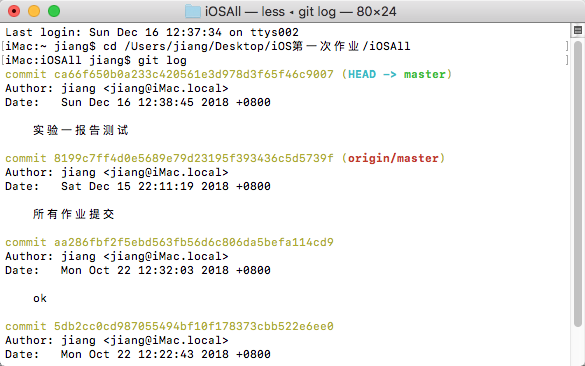 iOSAll — less ◂ git log — 80×24
Last login: Sun Dec 16 12:37:34 on ttys002
[iMac:~ jiang$ cd /Users/jiang/Desktop/iOS第一次作业/iOSAll ]
[iMac:iOSAll jiang$ git log ]
commit ca66f650b0a233c420561e3d978d3f65f46c9007 (HEAD -> master)
Author: jiang <jiang@iMac.local>
Date:   Sun Dec 16 12:38:45 2018 +0800
实验一报告测试
commit 8199c7ff4d0e5689e79d23195f393436c5d5739f (origin/master)
Author: jiang <jiang@iMac.local>
Date:   Sat Dec 15 22:11:19 2018 +0800
所有作业提交
commit aa286fbf2f5ebd563fb56d6c806da5befa114cd9
Author: jiang <jiang@iMac.local>
Date:   Mon Oct 22 12:32:03 2018 +0800
ok
commit 5db2cc0cd987055494bf10f178373cbb522e6ee0
Author: jiang <jiang@iMac.local>
Date:   Mon Oct 22 12:22:43 2018 +0800